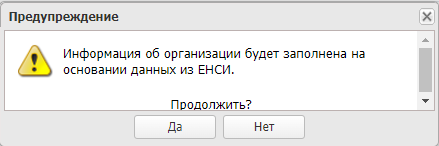 Предупреждение
Информация об организации будет заполнена на
основании данных из ЕНСИ.
Продолжить?
Да
Нет